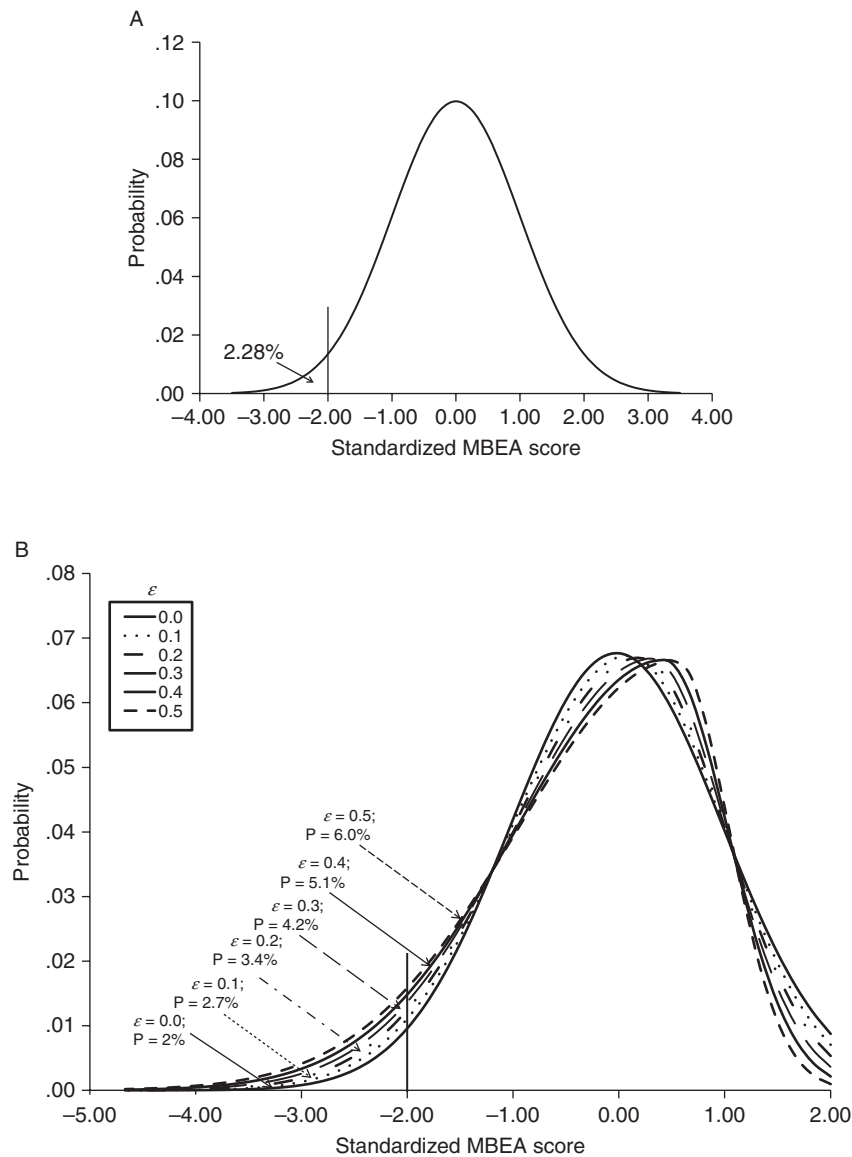 A
.12
.10
.08
.06
.04
.02
.00
Probability
2.28%
–4.00 –3.00 –2.00 –1.00 0.00 1.00 2.00 3.00 4.00
Standardized MBEA score
B
.08
.07
.06
.05
.04
.03
.02
.01
.00
Probability
ε
0.0
0.1
0.2
0.3
0.4
0.5
ε = 0.5;
P = 6.0%
ε = 0.4;
P = 5.1%
ε = 0.3;
P = 4.2%
ε = 0.2;
P = 3.4%
ε = 0.1;
P = 2.7%
ε = 0.0;
P = 2%
–5.00 –4.00 –3.00 –2.00 –1.00 0.00 1.00 2.00
Standardized MBEA score